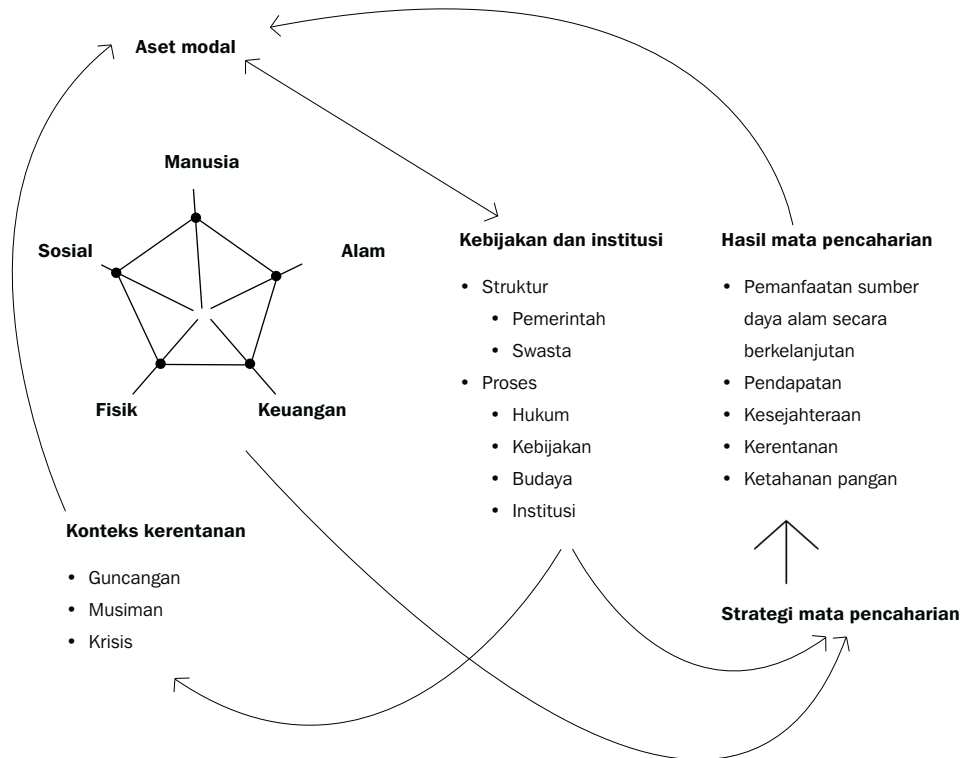 Aset modal
Manusia
Sosial
Alam
Fisik
Keuangan
Konteks kerentanan
• Guncangan
• Musiman
• Krisis
Kebijakan dan institusi
• Struktur
• Pemerintah
• Swasta
• Proses
• Hukum
• Kebijakan
• Budaya
• Institusi
Hasil mata pencaharian
• Pemanfaatan sumber
daya alam secara
berkelanjutan
• Pendapatan
• Kesejahteraan
• Kerentanan
• Ketahanan pangan
Strategi mata pencaharian